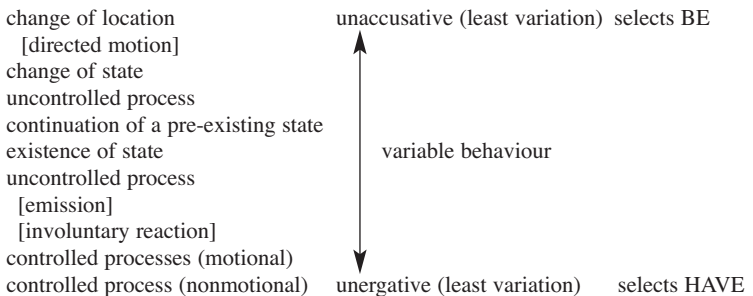 change of location unaccusative (least variation) selects BE
[directed motion]
change of state
uncontrolled process
continuation of a pre-existing state
existence of state variable behaviour
uncontrolled process
[emission]
[involuntary reaction]
controlled processes (motional)
controlled process (nonmotional) unergative (least variation) selects HAVE